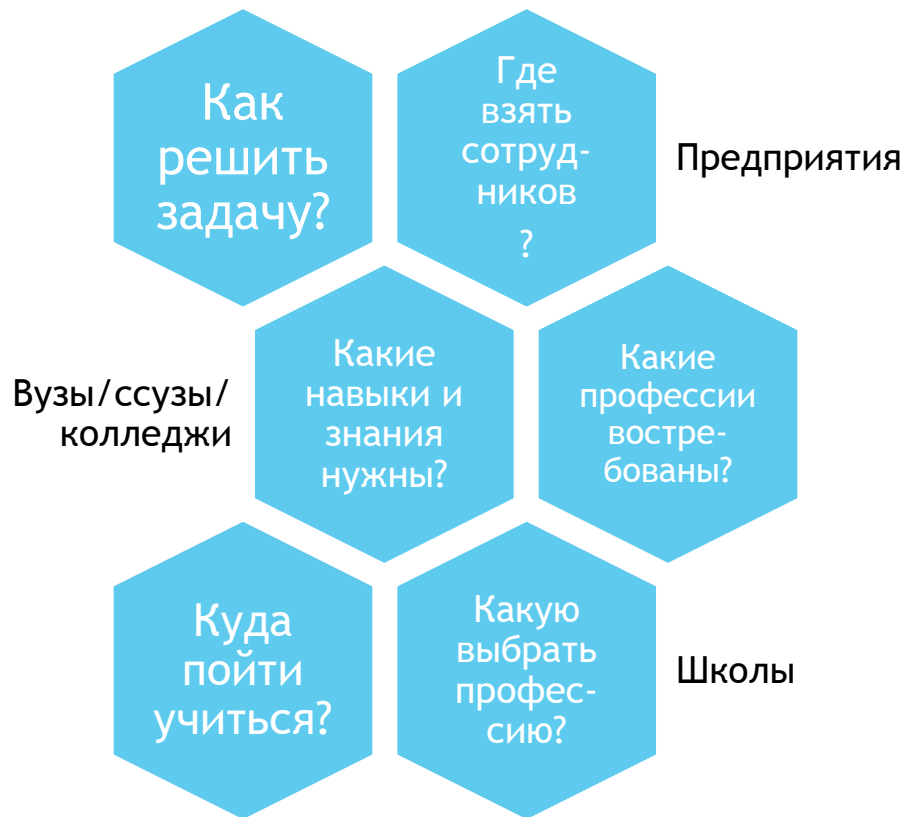 Как
решить
задачу?
Где
взять
сотруд-
ников
?
Предприятия
Вузы/ссузы/
колледжи
Какие
навыки и
знания
нужны?
Какие
профессии
востре-
бованы?
Куда
пойти
учиться?
Какую
выбрать
профес-
сию?
Школы